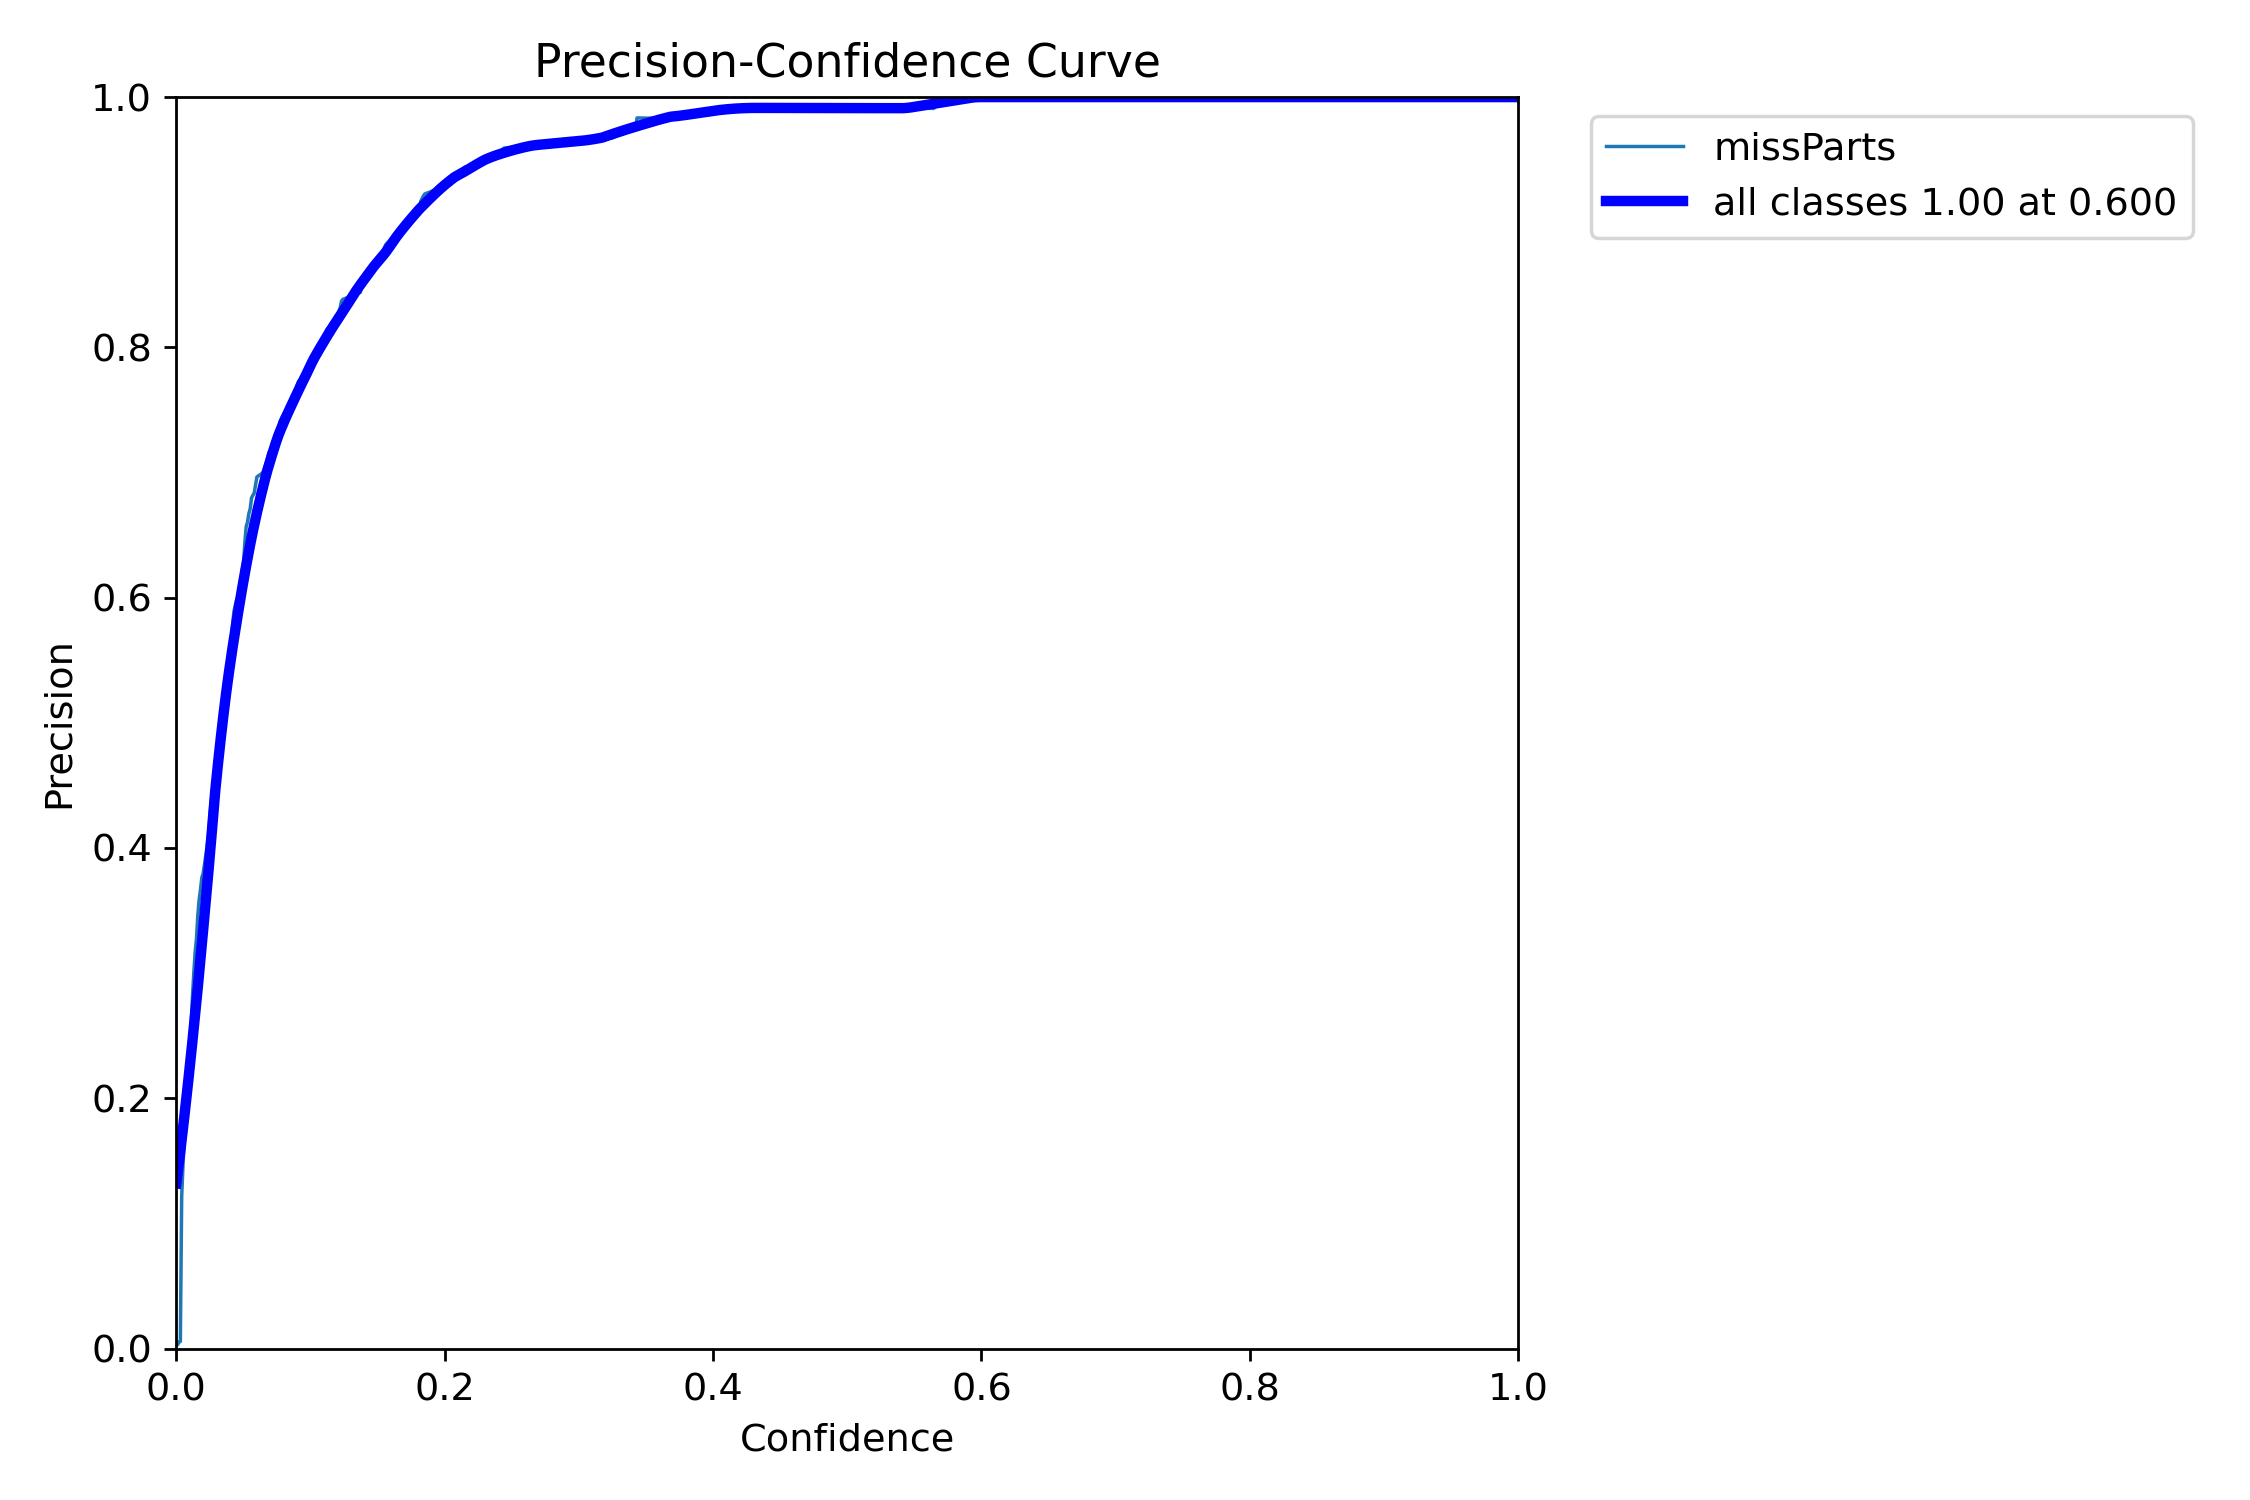 Precision-Confidence Curve
1.0
0.8
0.6
0.4
0.2
0.0
Precision
0.0 0.2 0.4 0.6 0.8 1.0
Confidence
missParts
all classes 1.00 at 0.600